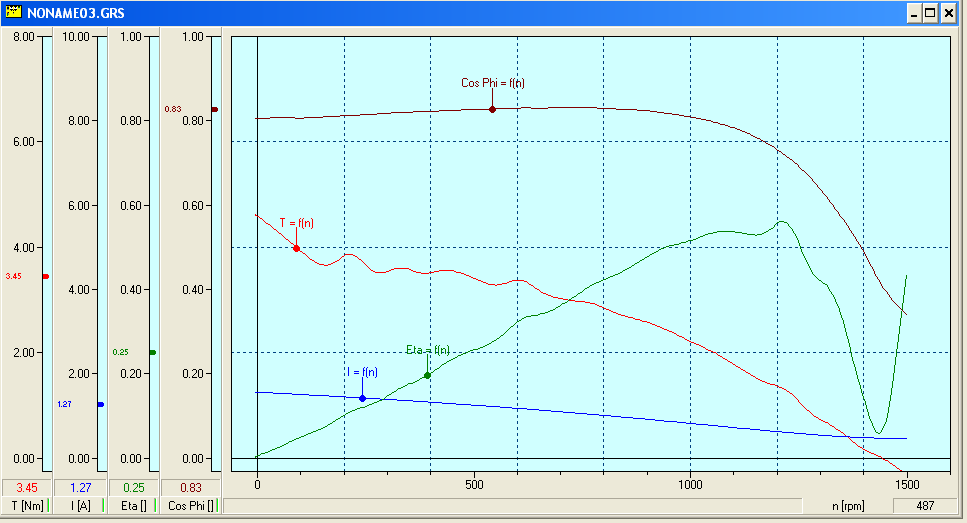 NONAME03.GRS
8.00 10.00 1.00 1.00
Cos Phi = f(n)
0.83
8.00 0.80 0.80
6.00
T = f(n)
6.00 0.60 0.60
4.00
3.45
4.00 0.40 0.40
Eta = f(n)
2.00
0.25
I = f(n)
2.00 0.20 0.20
1.27
0.00 0.00 0.00 0.00
3.45 1.27 0.25 0.83 0 500 1000 1500
T [Nm] I [A] Eta [] Cos Phi [] n [rpm] 487